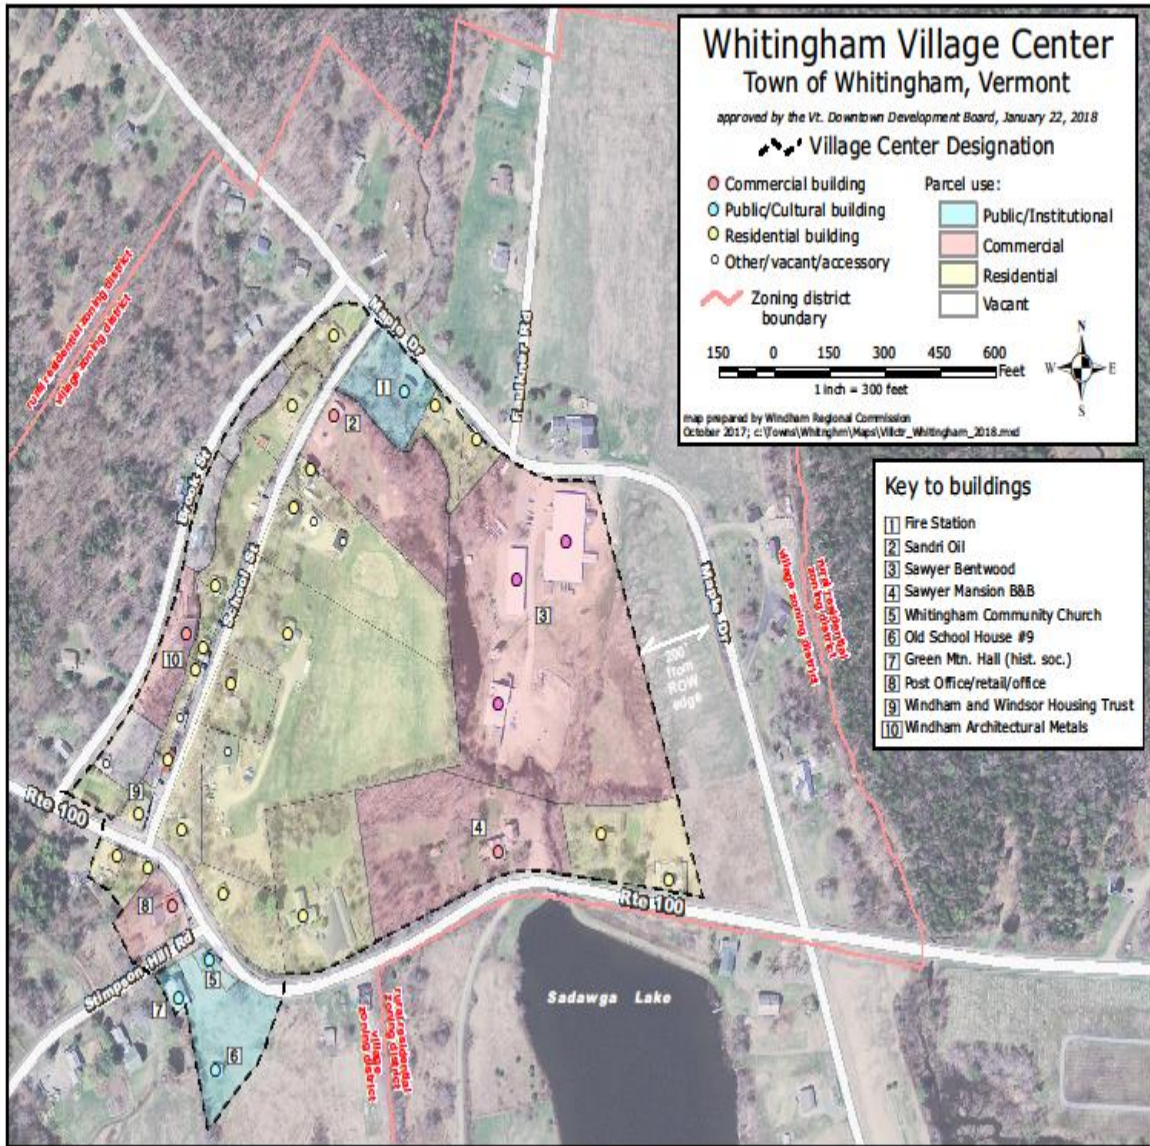 Whitingham Village Center
Town of Whitingham, Vermont
approved by the Vt. Downtown Development Board, January 22, 2018
Village Center Designation
Commercial building
Public/Cultural building
Residential building
Other/vacant/accessory
Zoning district
boundary
Parcel use:
Public/Institutional
Commercial
Residential
Vacant
150 0 150 300 450 600
Feet
1 inch = 300 feet
N
W E
S
map prepared by Windham Regional Commission
October 2017; c:\Towns\Whitnghm\Maps\Villctr_Whitingham_2018.mxd
Key to buildings
1 Fire Station
2 Sandri Oil
3 Sawyer Bentwood
4 Sawyer Mansion B&B
5 Whitingham Community Church
6 Old School House #9
7 Green Mtn. Hall (hist. soc.)
8 Post Office/retail/office
9 Windham and Windsor Housing Trust
10 Windham Architectural Metals
rural residential zoning district
village zoning district
Maple Dr
Faulkner Rd
Brook St
School St
1
2
3
10
Maple Dr
rural residential
zoning district
village zoning district
200'
from
ROW
edge
9
Rte 100
4
8
Rte 100
Stimpson Hill Rd
5
7
6
Sadawga Lake
rural residential
zoning district
village
zoning district